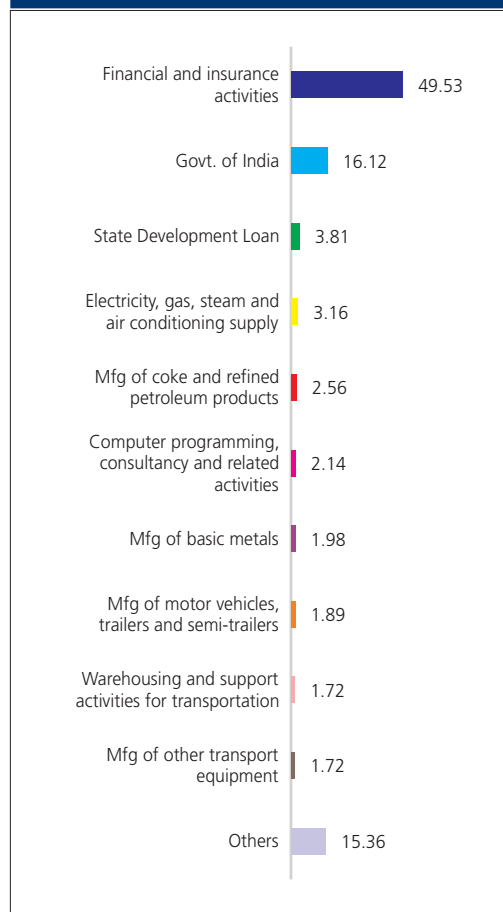 Financial and insurance
activities
49.53
Govt. of India
16.12
State Development Loan
3.81
Electricity, gas, steam and
air conditioning supply
3.16
Mfg of coke and refined
petroleum products
2.56
Computer programming,
consultancy and related
activities
2.14
Mfg of basic metals
1.98
Mfg of motor vehicles,
trailers and semi-trailers
1.89
Warehousing and support
activities for transportation
1.72
Mfg of other transport
equipment
1.72
Others
15.36